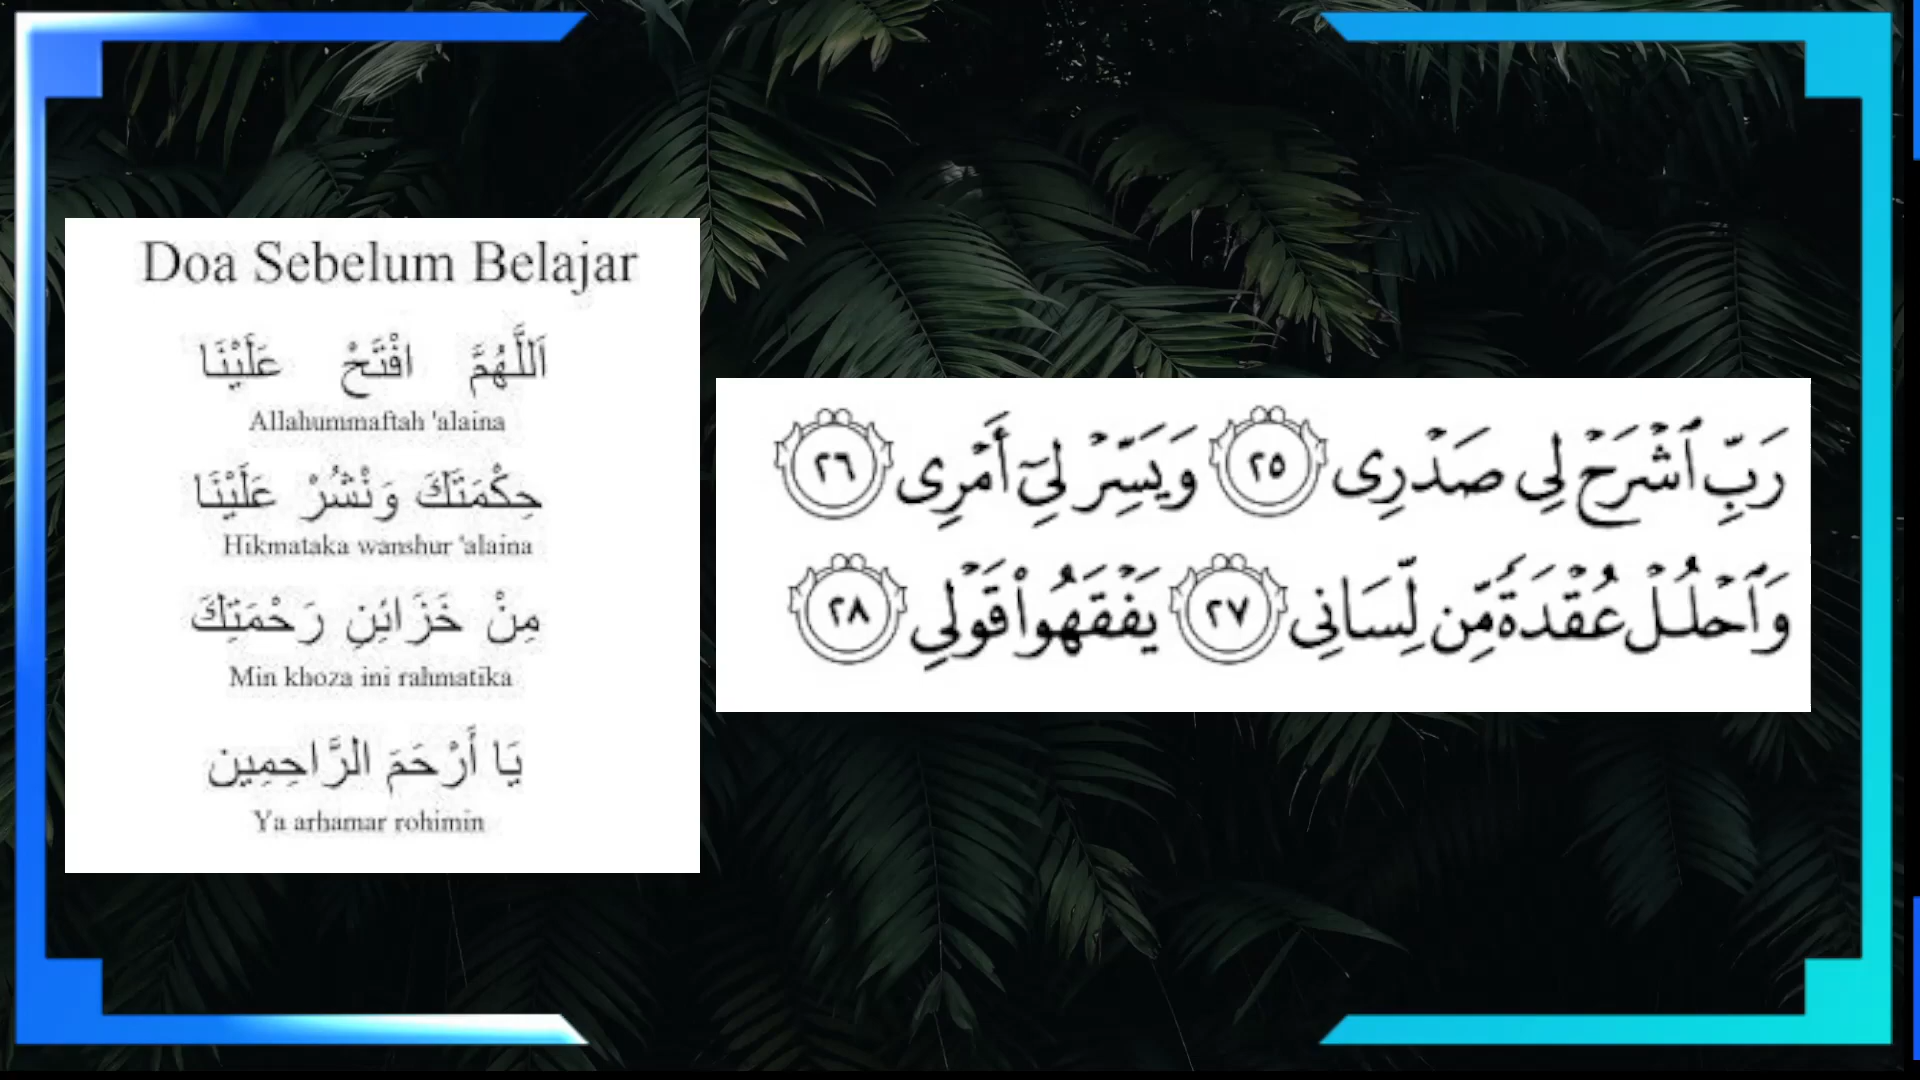 Doa Sebelum Belajar
اَللَّهُمَّ افْتَحْ عَلَيْنَا
Allahummaftah 'alaina
حِكْمَتَكَ وَنْشُرْ عَلَيْنَا
Hikmataka wanshur 'alaina
مِنْ خَزَائِنِ رَحْمَتِكَ
Min khoza ini rahmatika
يَا أَرْحَمَ الرَّاحِمِين
Ya arhamar rohimin
رَبِّ ٱشْرَحْ لِى صَدْرِى ٢٥ وَيَسِّرْ لِىٓ أَمْرِى ٢٦
وَٱحْلُلْ عُقْدَةً مِّن لِّسَانِى ٢٧ يَفْقَهُوا۟ قَوْلِى ٢٨